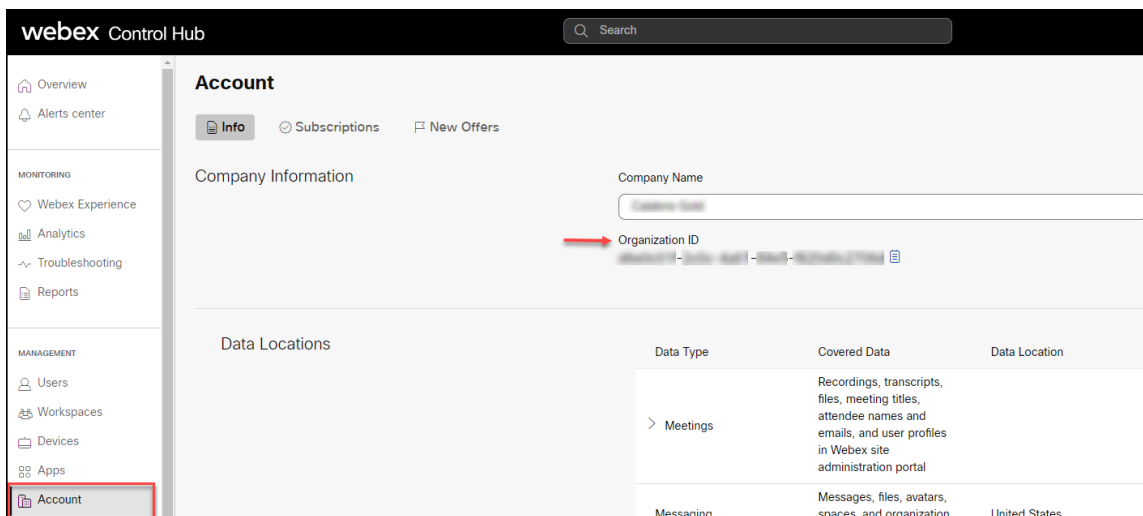 webex Control Hub
Search
Overview
Alerts center
MONITORING
Webex Experience
Analytics
Troubleshooting
Reports
MANAGEMENT
Users
Workspaces
Devices
Apps
Account
Account
Info
Subscriptions
New Offers
Company Information
Company Name
Organization ID
Data Locations
Data Type
Covered Data
Data Location
Meetings
Recordings, transcripts,
files, meeting titles,
attendee names and
emails, and user profiles
in Webex site
administration portal
Messaging
Messages, files, avatars,
spaces, and organization
United States